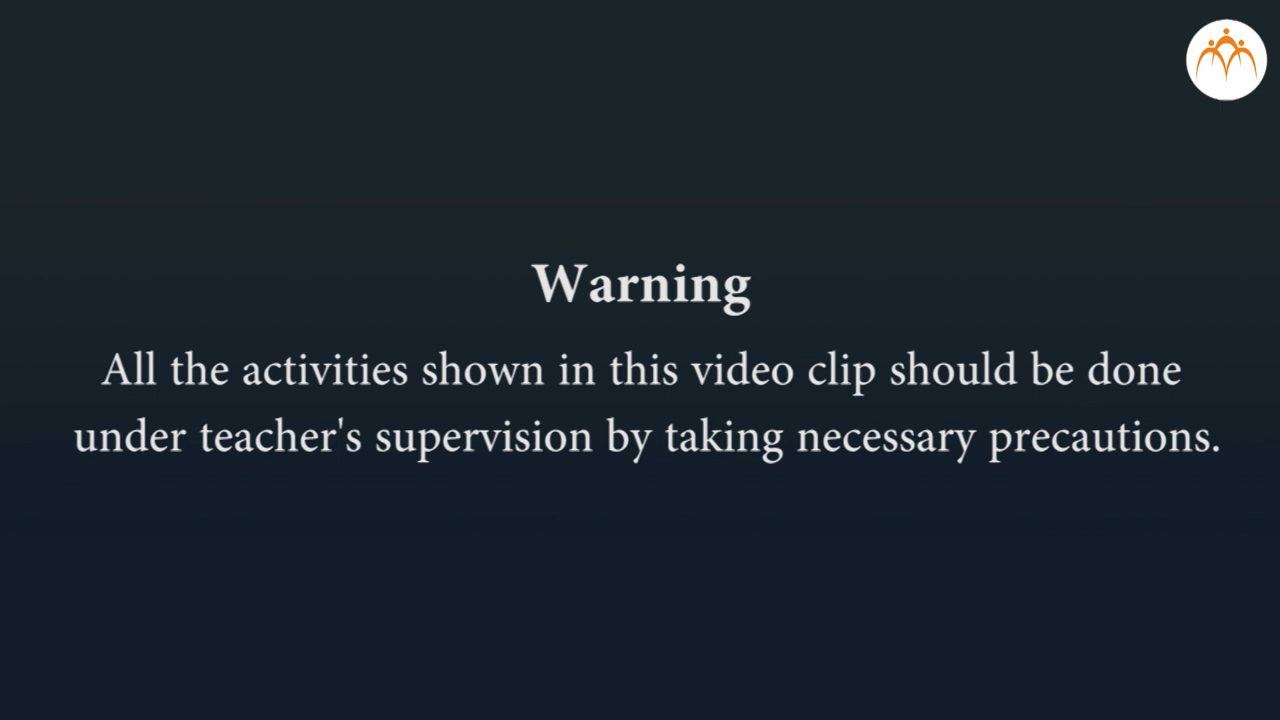 Warning
All the activities shown in this video clip should be done
under teacher's supervision by taking necessary precautions.